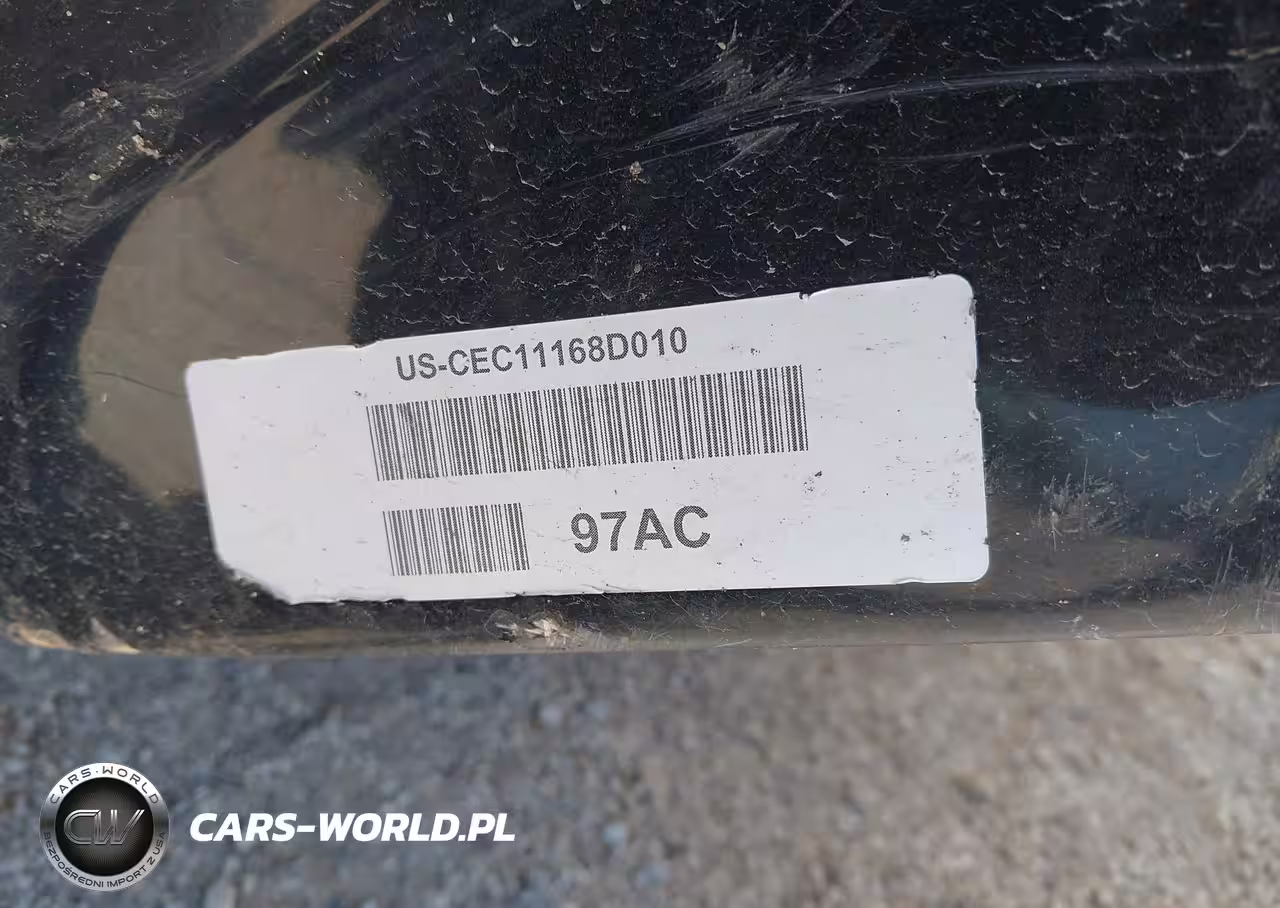 US-CEC11168D010
97AC
CARS-WORLD
CW
BEZPOŚREDNI IMPORT Z USA
CARS-WORLD.PL